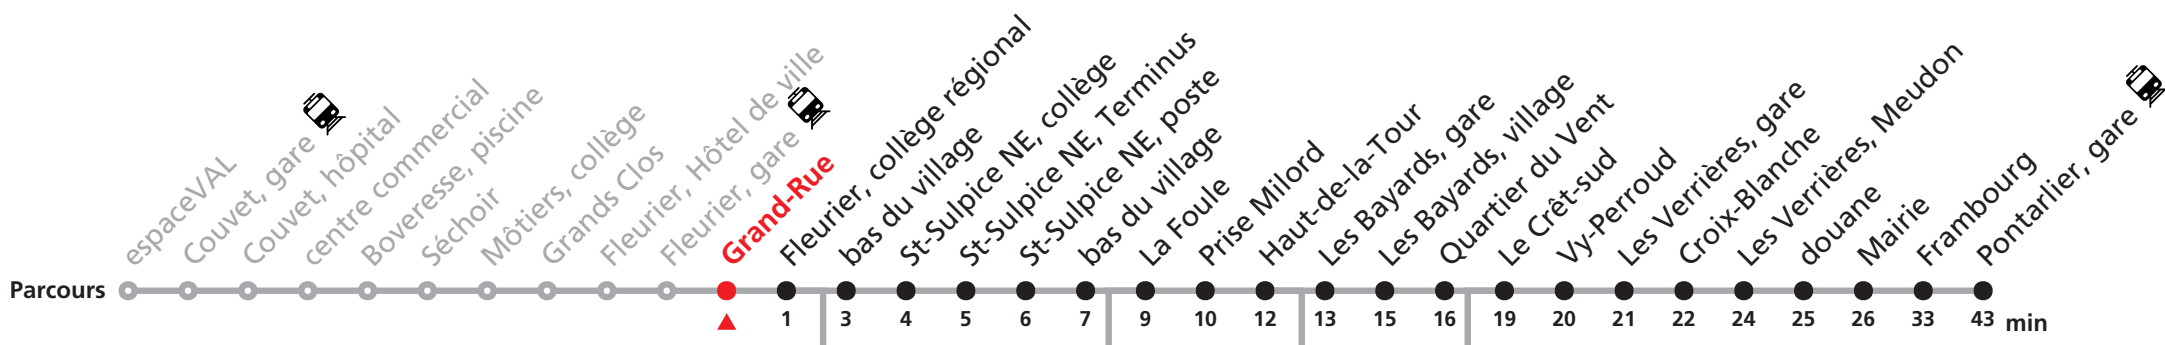 espaceVAL
Couvet, gare
Couvet, hôpital
centre commercial
Boveresse, piscine
Séchoir
Môtiers, collège
Grands Clos
Fleurier, Hôtel de ville
Fleurier, gare
Grand-Rue
Fleurier, collège régional
bas du village
St-Sulpice NE, collège
St-Sulpice NE, Terminus
St-Sulpice NE, poste
bas du village
La Foule
Prise Milord
Haut-de-la-Tour
Les Bayards, gare
Les Bayards, village
Quartier du Vent
Le Crêt-sud
Vy-Perroud
Les Verrières, gare
Croix-Blanche
Les Verrières, Meudon
douane
Mairie
Frambourg
Pontarlier, gare
Parcours
1 3 4 5 6 7 9 10 12 13 15 16 19 20 21 22 24 25 26 33 43 min